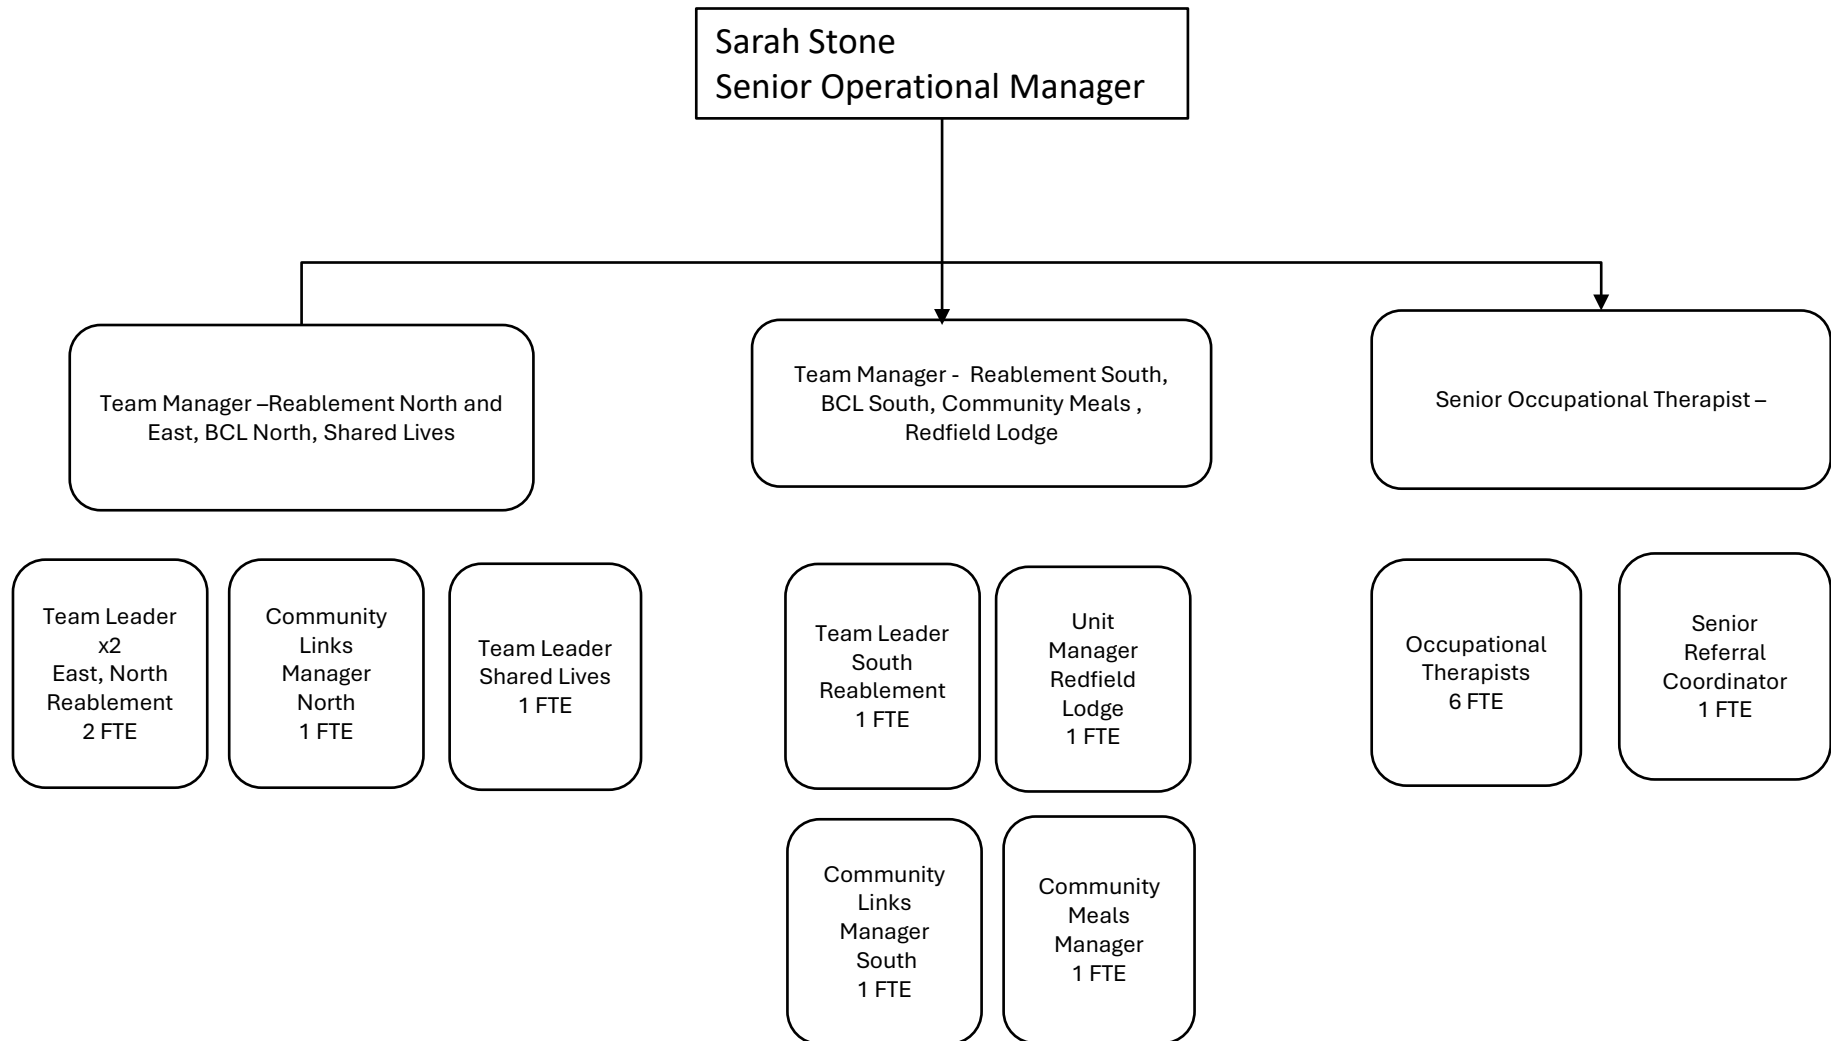 Sarah Stone
Senior Operational Manager
Team Manager –Reablement North and
East, BCL North, Shared Lives
Team Manager -  Reablement South,
BCL South, Community Meals ,
Redfield Lodge
Senior Occupational Therapist –
Team Leader
x2
East, North
Reablement
2 FTE
Community
Links
Manager
North
1 FTE
Team Leader
Shared Lives
1 FTE
Team Leader
South
Reablement
1 FTE
Unit
Manager
Redfield
Lodge
1 FTE
Occupational
Therapists
6 FTE
Senior
Referral
Coordinator
1 FTE
Community
Links
Manager
South
1 FTE
Community
Meals
Manager
1 FTE